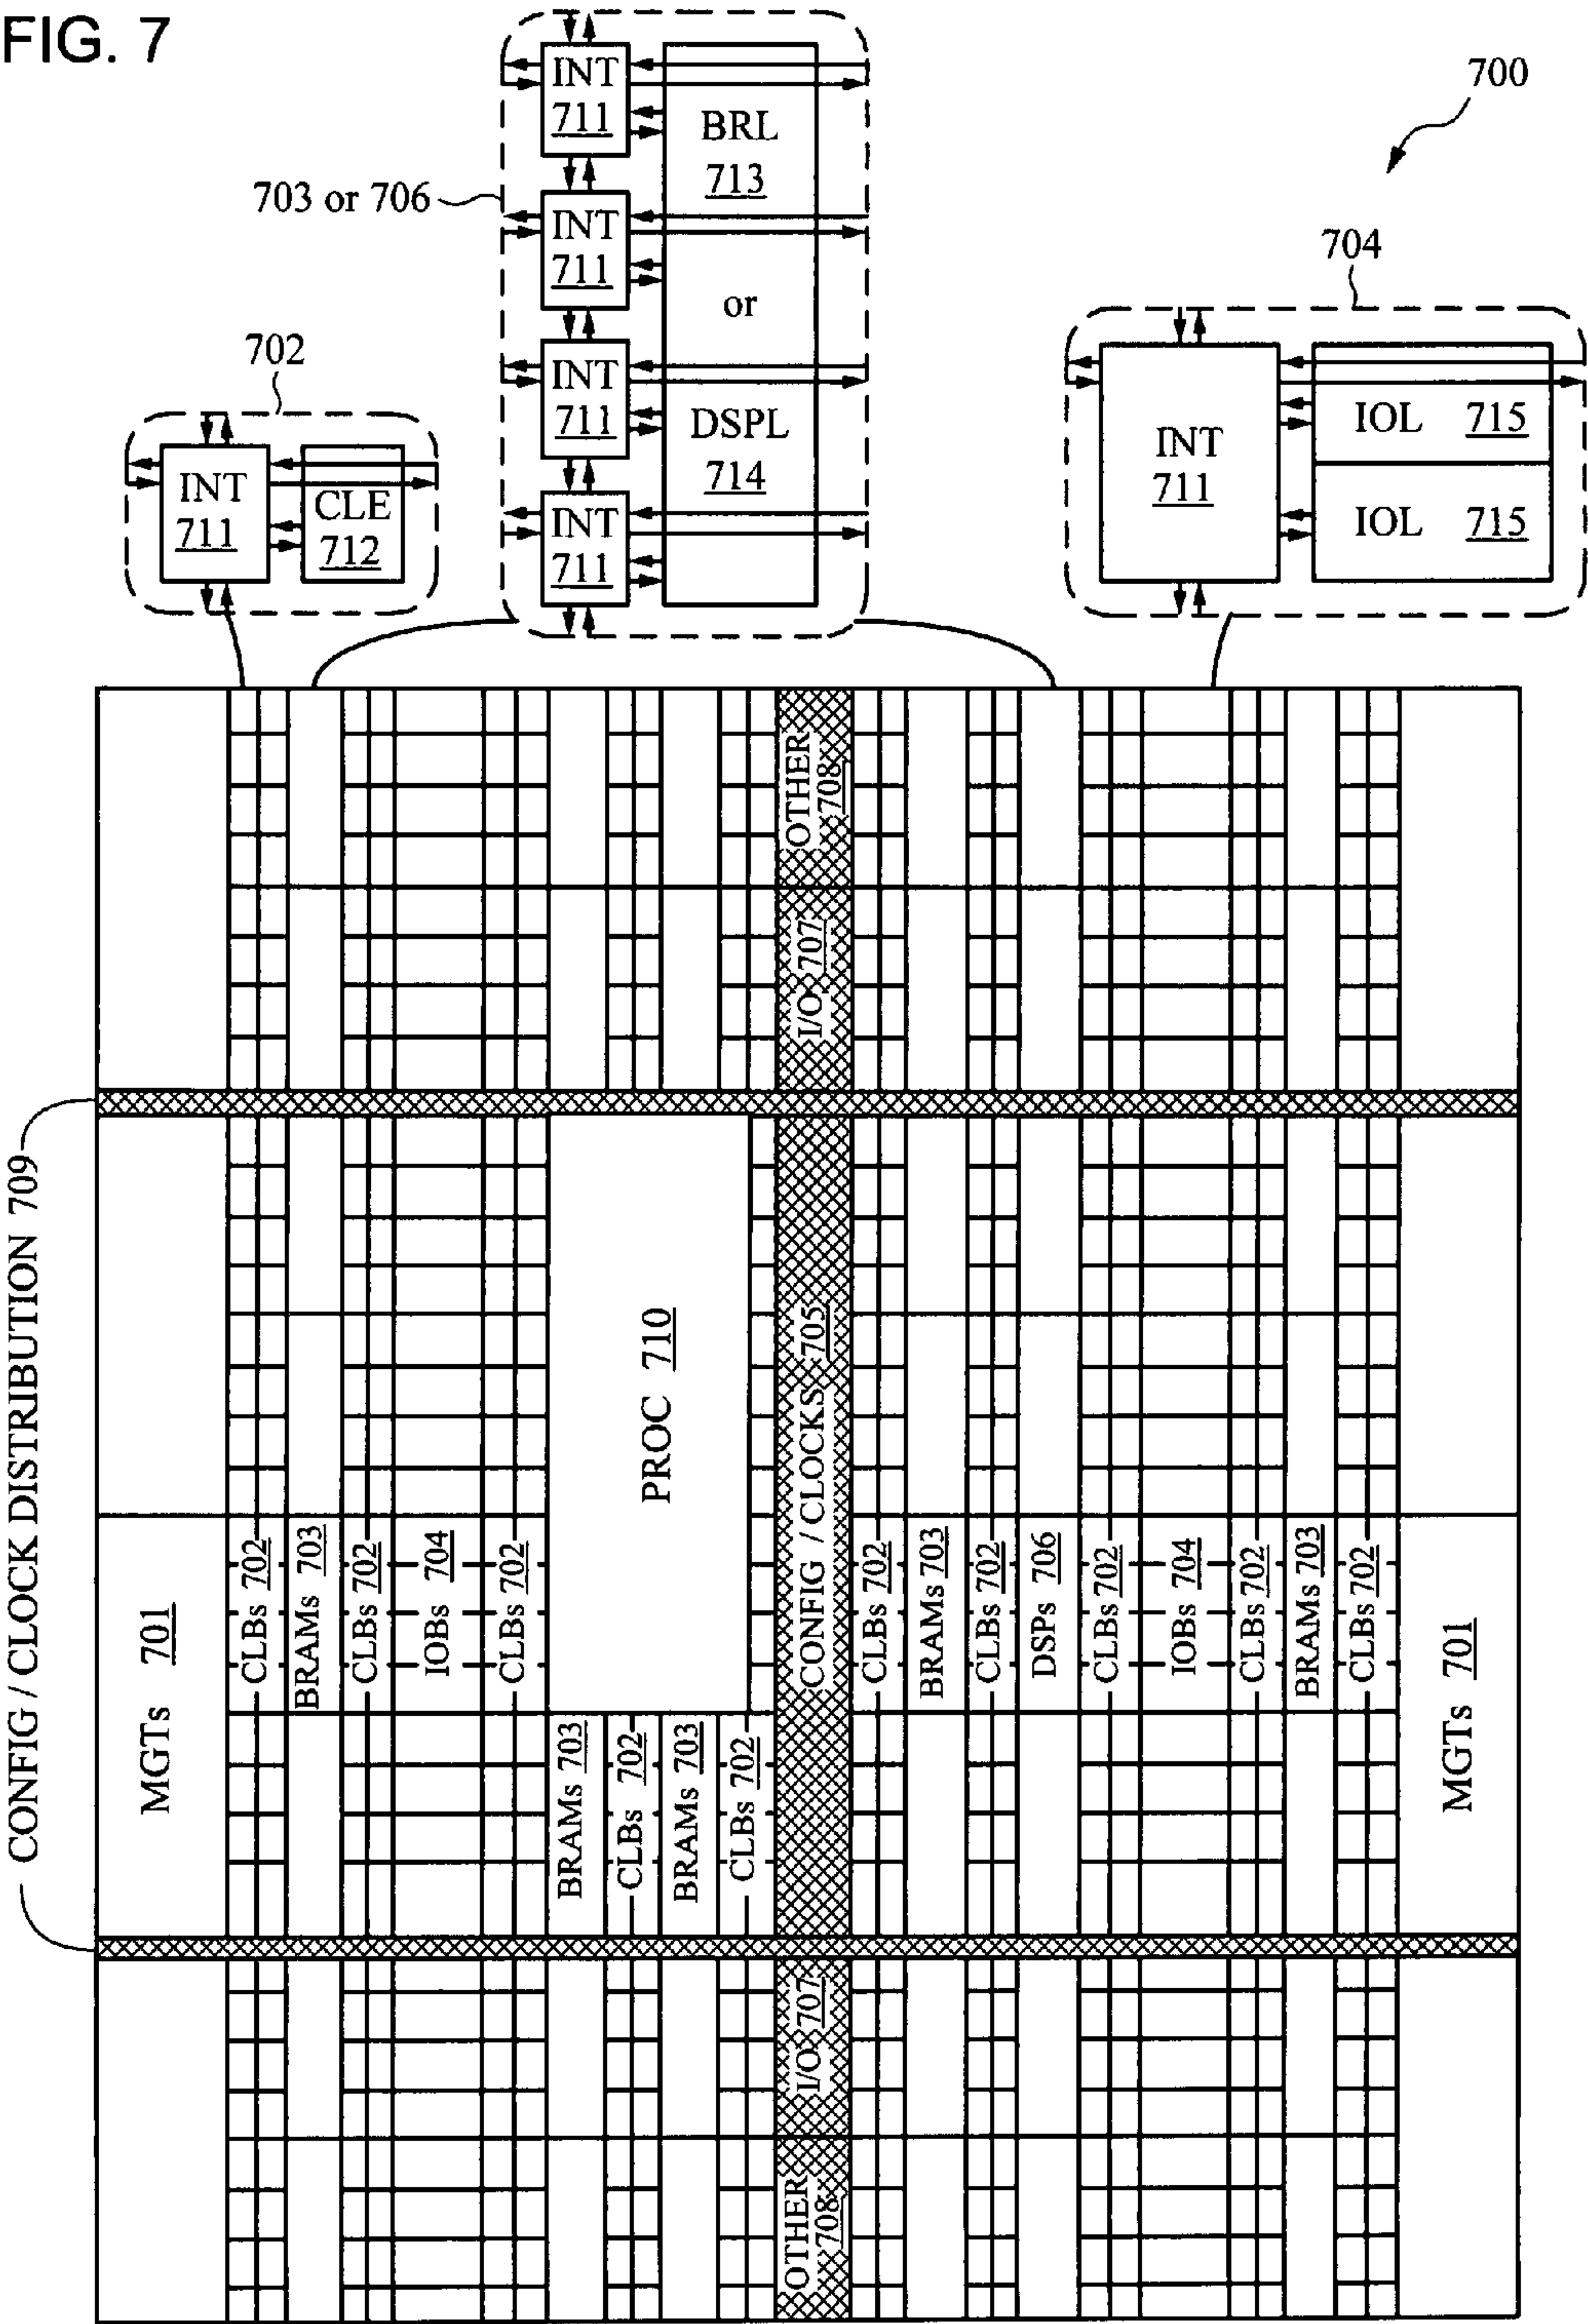 FIG. 7
700
INT
711
BRL
713
INT
711
or
INT
711
DSPL
714
INT
711
703 or 706
704
INT
711
IOL 715
IOL 715
702
INT
711
CLE
712
OTHER
708
I/O 707
CONFIG / CLOCK DISTRIBUTION 709
PROC 710
CONFIG / CLOCKS 705
MGTs 701
CLBs 702
BRAMs 703
CLBs 702
IOBs 704
CLBs 702
BRAMs 703
CLBs 702
BRAMs 703
CLBs 702
CLBs 702
BRAMs 703
CLBs 702
DSPs 706
CLBs 702
IOBs 704
CLBs 702
BRAMs 703
CLBs 702
MGTs 701
I/O 707
OTHER
708